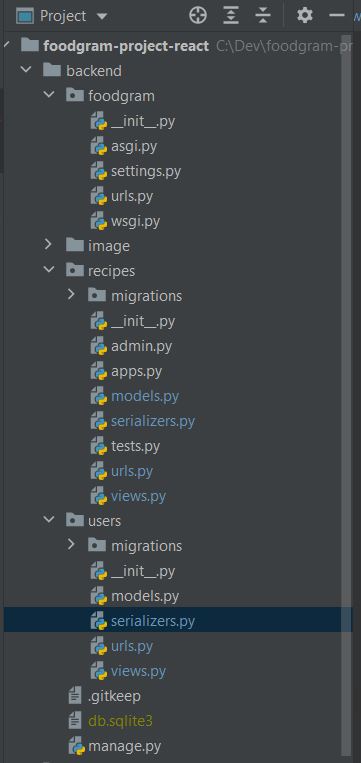 Project
foodgram-project-react C:\Dev\foodgram-pr
backend
foodgram
__init__.py
asgi.py
settings.py
urls.py
wsgi.py
image
recipes
migrations
__init__.py
admin.py
apps.py
models.py
serializers.py
tests.py
urls.py
views.py
users
migrations
__init__.py
models.py
serializers.py
urls.py
views.py
.gitkeep
db.sqlite3
manage.py